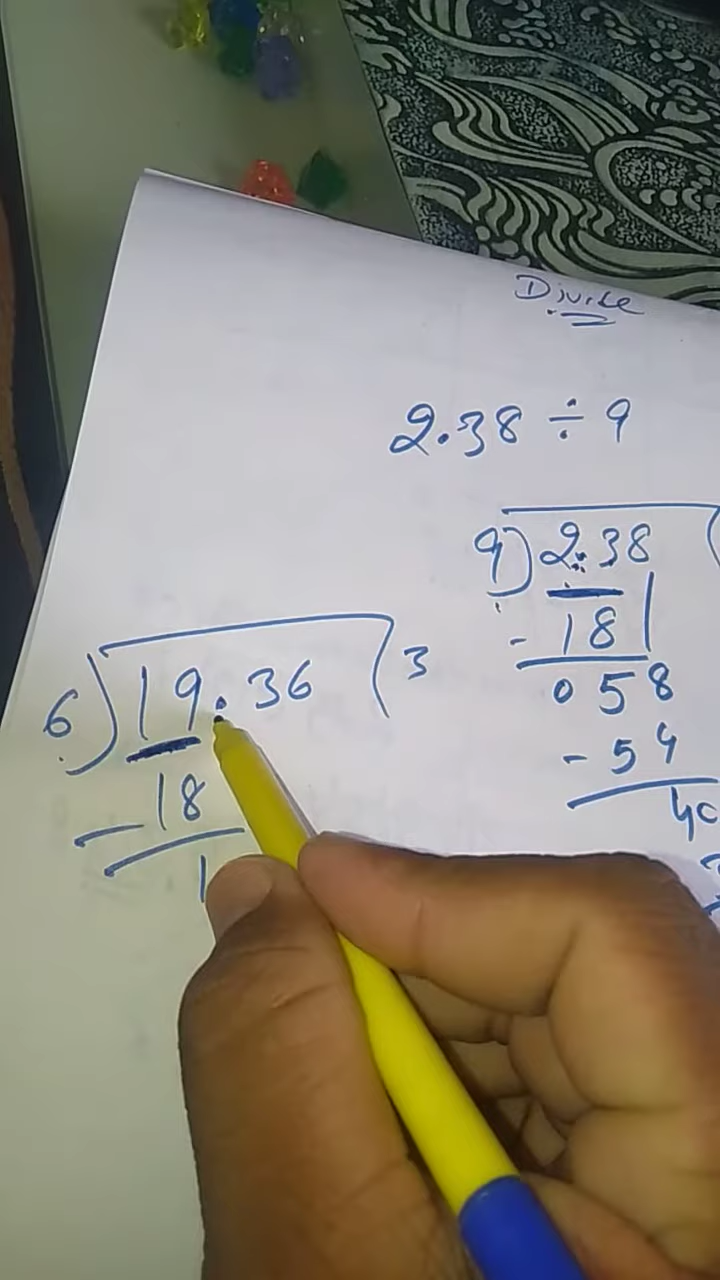 Divide
2.38 ÷ 9
9) 2.38 (
- 18
058
- 54
40
6) 19.36 ( 3
- 18
1